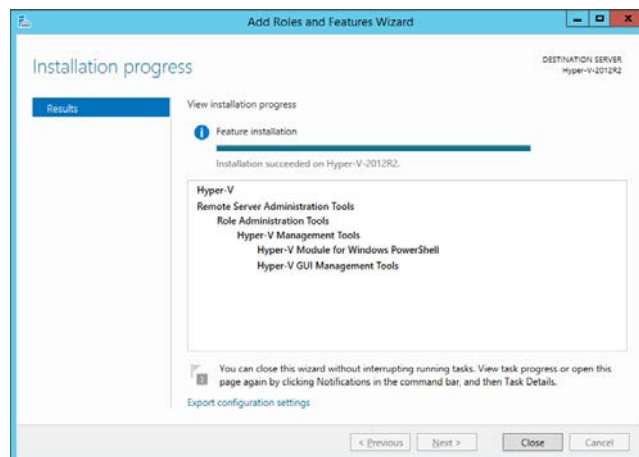 Add Roles and Features Wizard
Installation progress
DESTINATION SERVER
Hyper-V-2012R2
Results
View installation progress
Feature installation
Installation succeeded on Hyper-V-2012R2.
Hyper-V
Remote Server Administration Tools
Role Administration Tools
Hyper-V Management Tools
Hyper-V Module for Windows PowerShell
Hyper-V GUI Management Tools
You can close this wizard without interrupting running tasks. View task progress or open this
page again by clicking Notifications in the command bar, and then Task Details.
Export configuration settings
< Previous
Next >
Close
Cancel